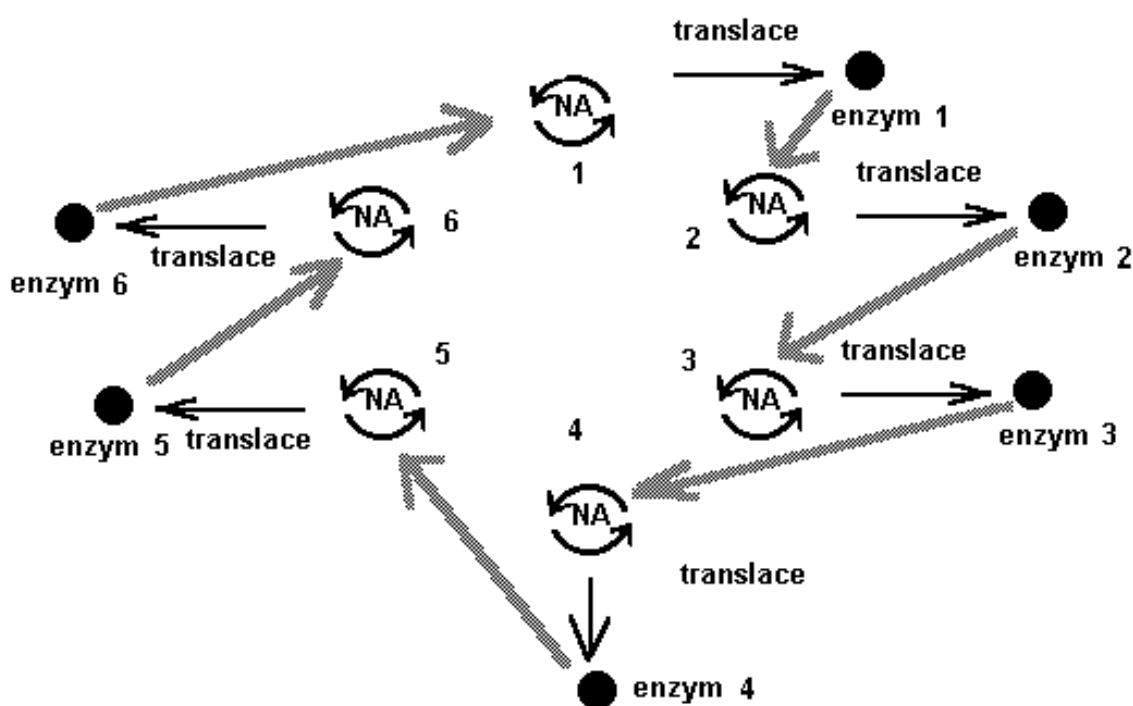 translace
NA
enzym 1
1
translace
NA
2
enzym 2
NA
6
translace
enzym 6
5
3
translace
NA
enzym 3
NA
translace
enzym 5
4
NA
translace
enzym 4